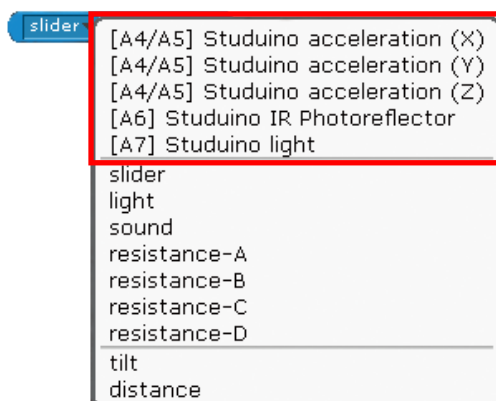 slider
[A4/A5] Studuino acceleration (X)
[A4/A5] Studuino acceleration (Y)
[A4/A5] Studuino acceleration (Z)
[A6] Studuino IR Photoreflector
[A7] Studuino light
slider
light
sound
resistance-A
resistance-B
resistance-C
resistance-D
tilt
distance